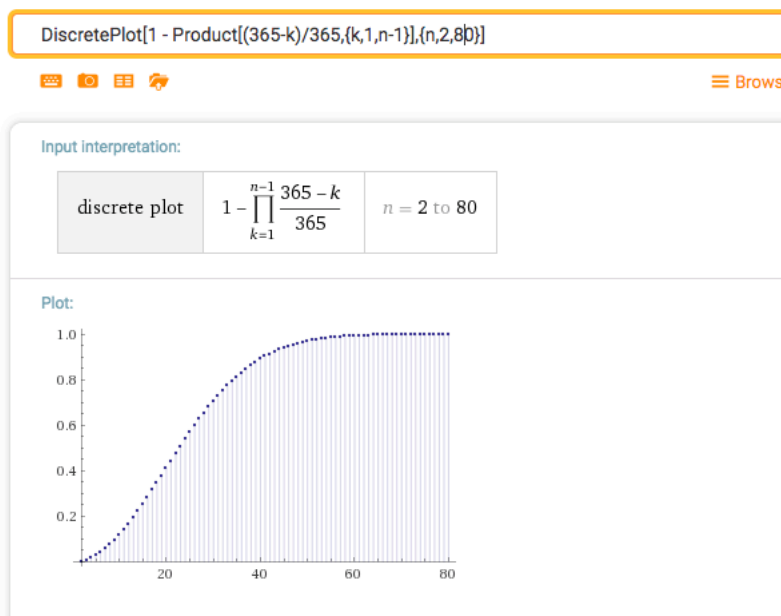 DiscretePlot[1 - Product[(365-k)/365,{k,1,n-1}],{n,2,80}]
Brows
Input interpretation:
discrete plot 1 − ∏_{k=1}^{n−1} (365 − k)/365 n = 2 to 80
Plot:
1.0
0.8
0.6
0.4
0.2
20 40 60 80